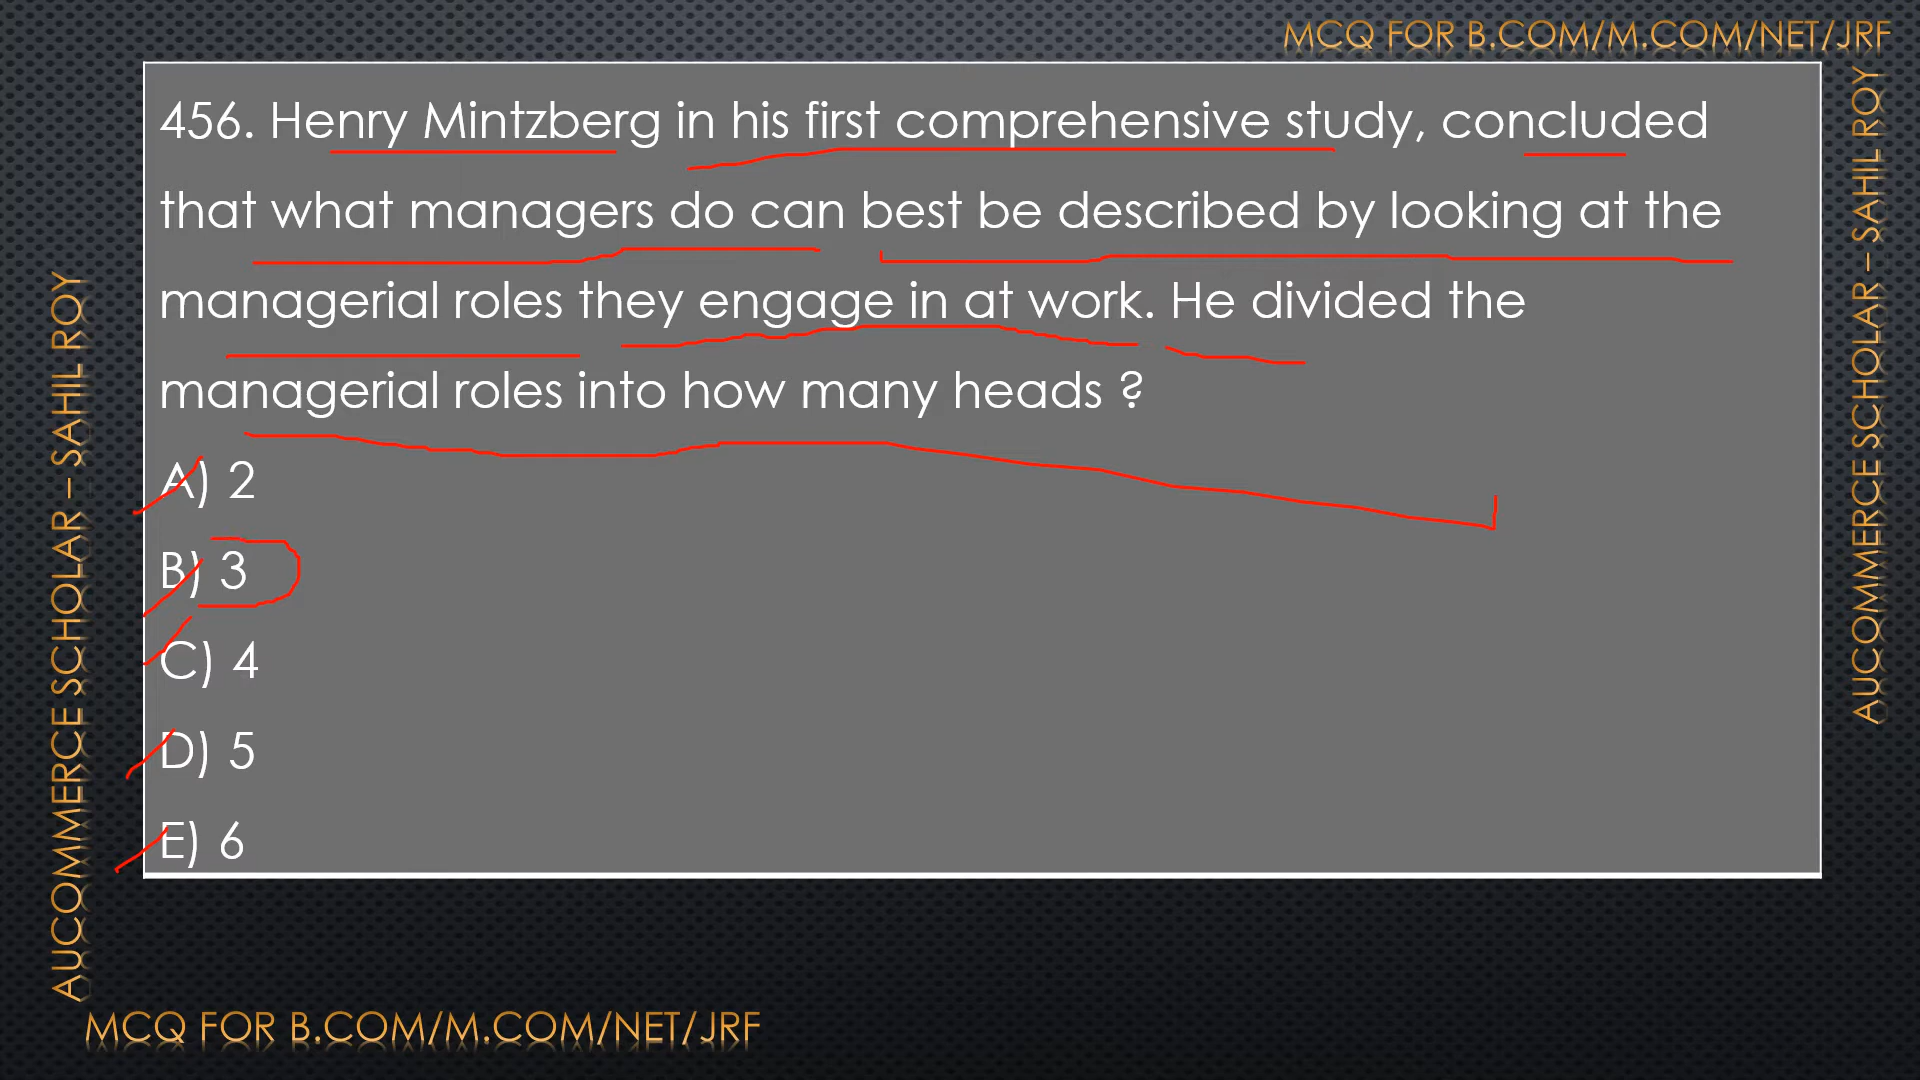 MCQ FOR B.COM/M.COM/NET/JRF
456. Henry Mintzberg in his first comprehensive study, concluded
that what managers do can best be described by looking at the
managerial roles they engage in at work. He divided the
managerial roles into how many heads ?
A) 2
B) 3
C) 4
D) 5
E) 6
AUCOMMERCE SCHOLAR – SAHIL ROY
AUCOMMERCE SCHOLAR – SAHIL ROY
MCQ FOR B.COM/M.COM/NET/JRF